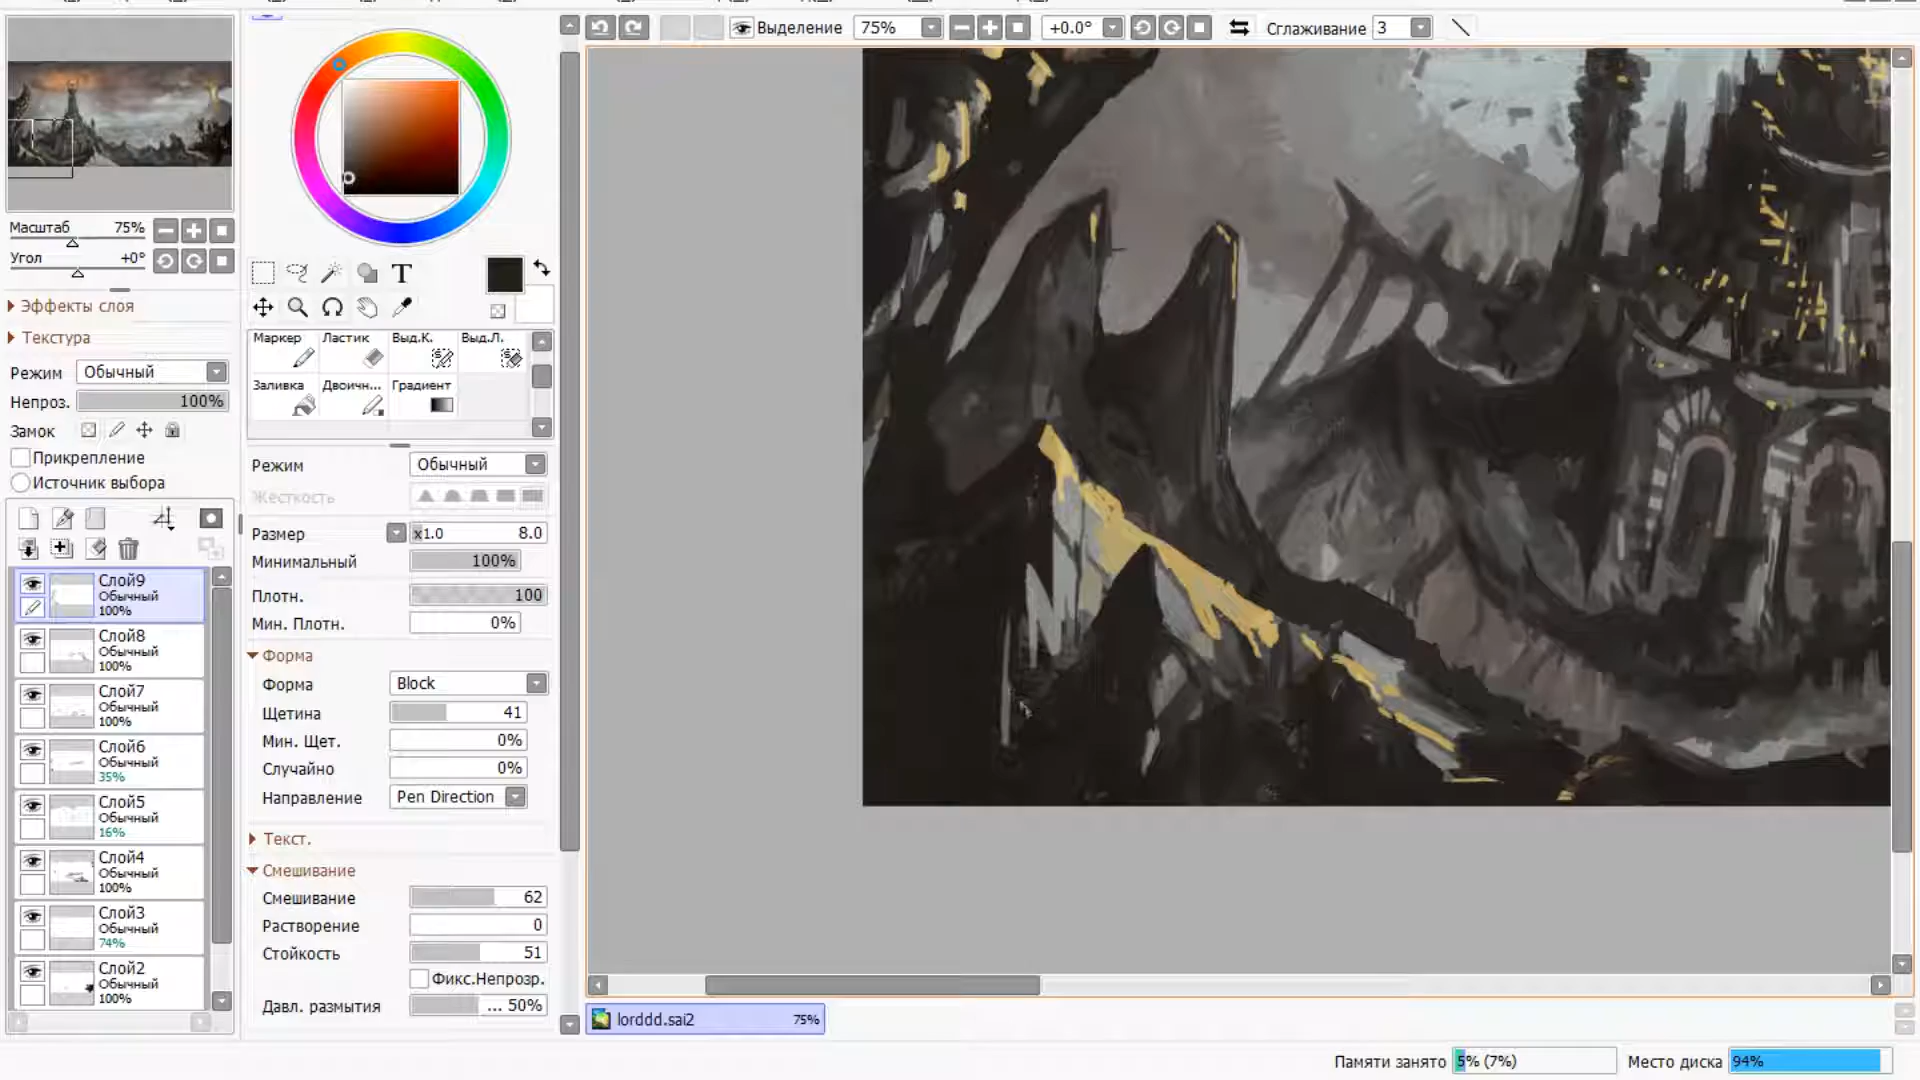 Выделение
75%
+0.0°
Сглаживание
3
Масштаб
75%
Угол
+0°
Эффекты слоя
Текстура
Режим
Обычный
Непроз.
100%
Замок
Прикрепление
Источник выбора
Слой9
Обычный
100%
Слой8
Обычный
100%
Слой7
Обычный
100%
Слой6
Обычный
35%
Слой5
Обычный
16%
Слой4
Обычный
100%
Слой3
Обычный
74%
Слой2
Обычный
100%
T
Маркер
Ластик
Выд.К.
Выд.Л.
Заливка
Двоичн...
Градиент
Режим
Обычный
Жесткость
Размер
x1.0
8.0
Минимальный
100%
Плотн.
100
Мин. Плотн.
0%
Форма
Форма
Block
Щетина
41
Мин. Щет.
0%
Случайно
0%
Направление
Pen Direction
Текст.
Смешивание
Смешивание
62
Растворение
0
Стойкость
51
Фикс.Непрозр.
Давл. размытия
... 50%
lorddd.sai2
75%
Памяти занято
5% (7%)
Место диска
94%